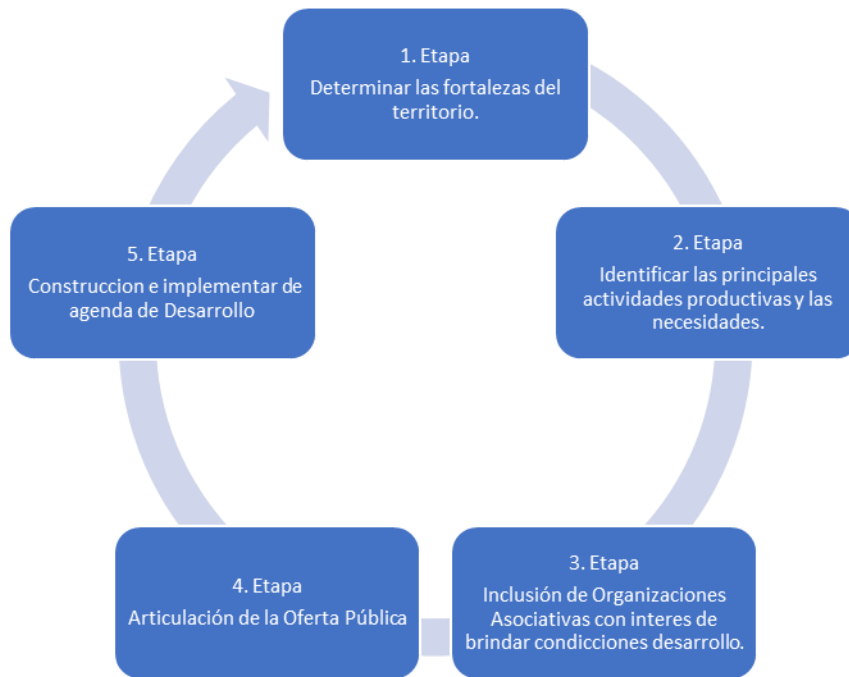 1. Etapa
Determinar las fortalezas del
territorio.
2. Etapa
Identificar las principales
actividades productivas y las
necesidades.
3. Etapa
Inclusión de Organizaciones
Asociativas con interes de
brindar condicciones desarrollo.
4. Etapa
Articulación de la Oferta Pública
5. Etapa
Construccion e implementar de
agenda de Desarrollo